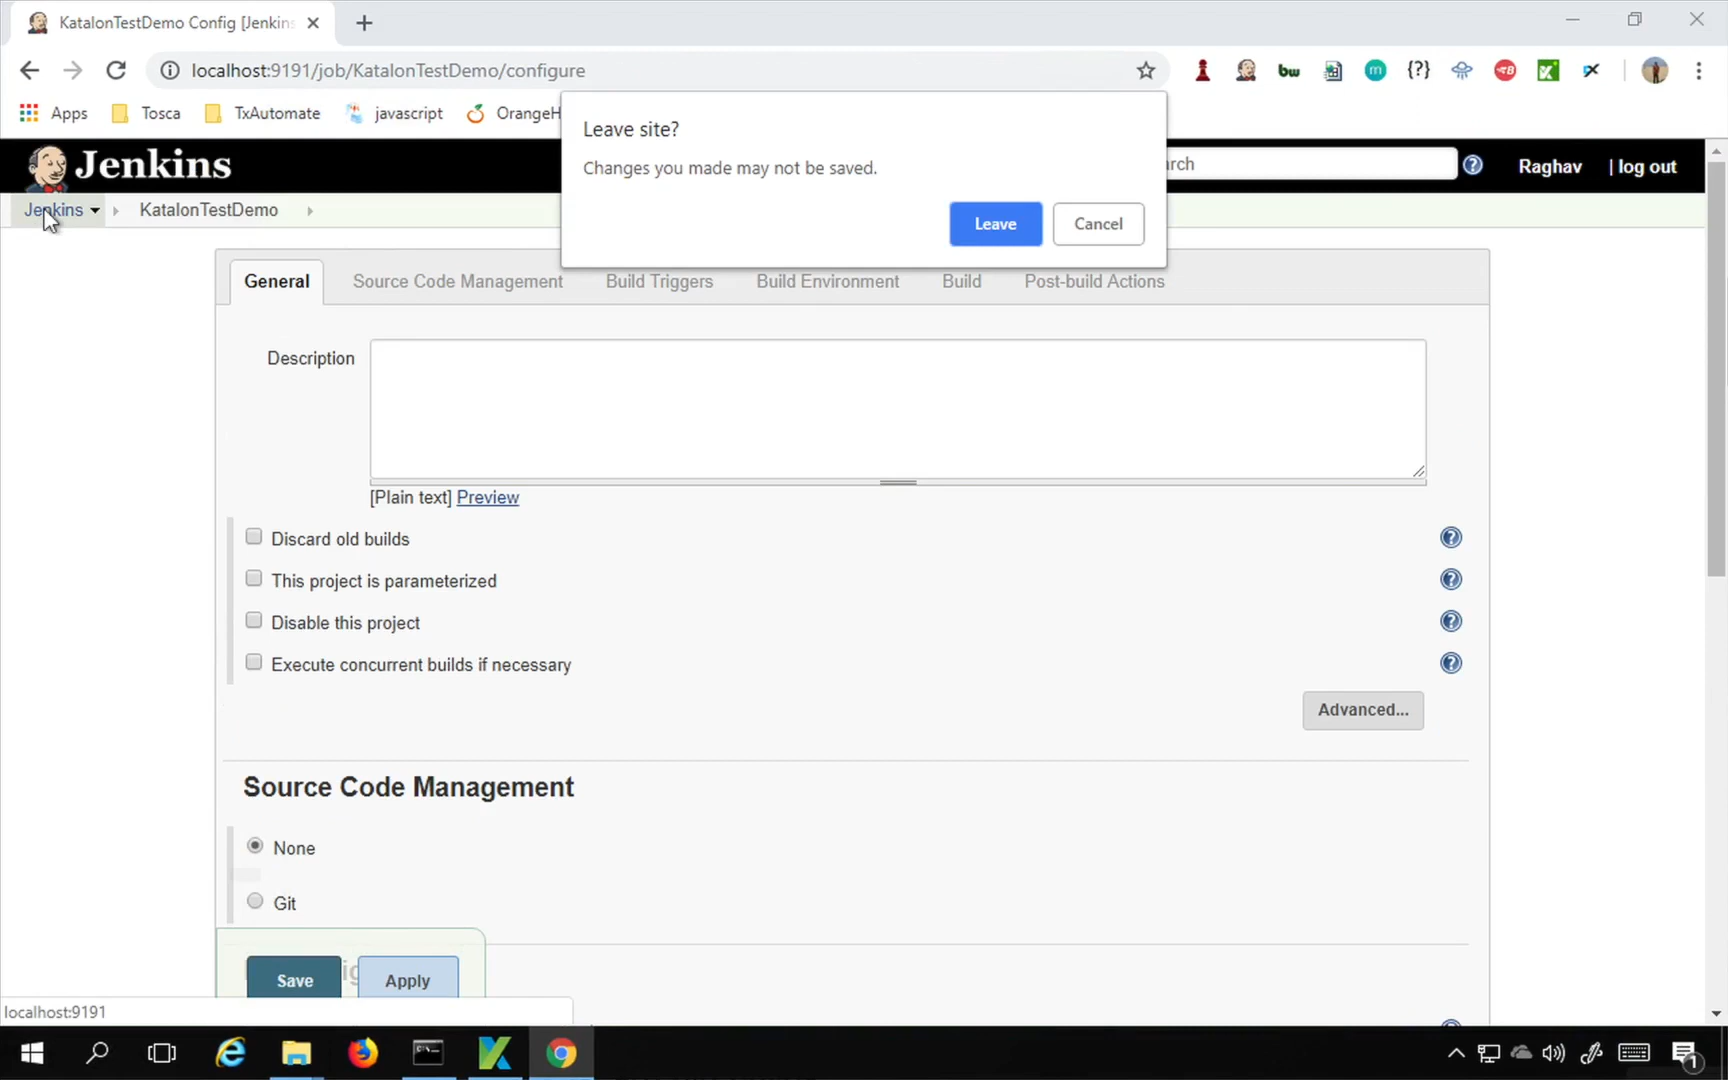 KatalonTestDemo Config [Jenkins
localhost:9191/job/KatalonTestDemo/configure
bw
m
{?}
Apps
Tosca
TxAutomate
javascript
OrangeH
Leave site?
Changes you made may not be saved.
Leave
Cancel
Jenkins
rch
Raghav
| log out
Jenkins
KatalonTestDemo
General
Source Code Management
Build Triggers
Build Environment
Build
Post-build Actions
Description
[Plain text] Preview
Discard old builds
This project is parameterized
Disable this project
Execute concurrent builds if necessary
Advanced...
Source Code Management
None
Git
Save
Apply
localhost:9191
1